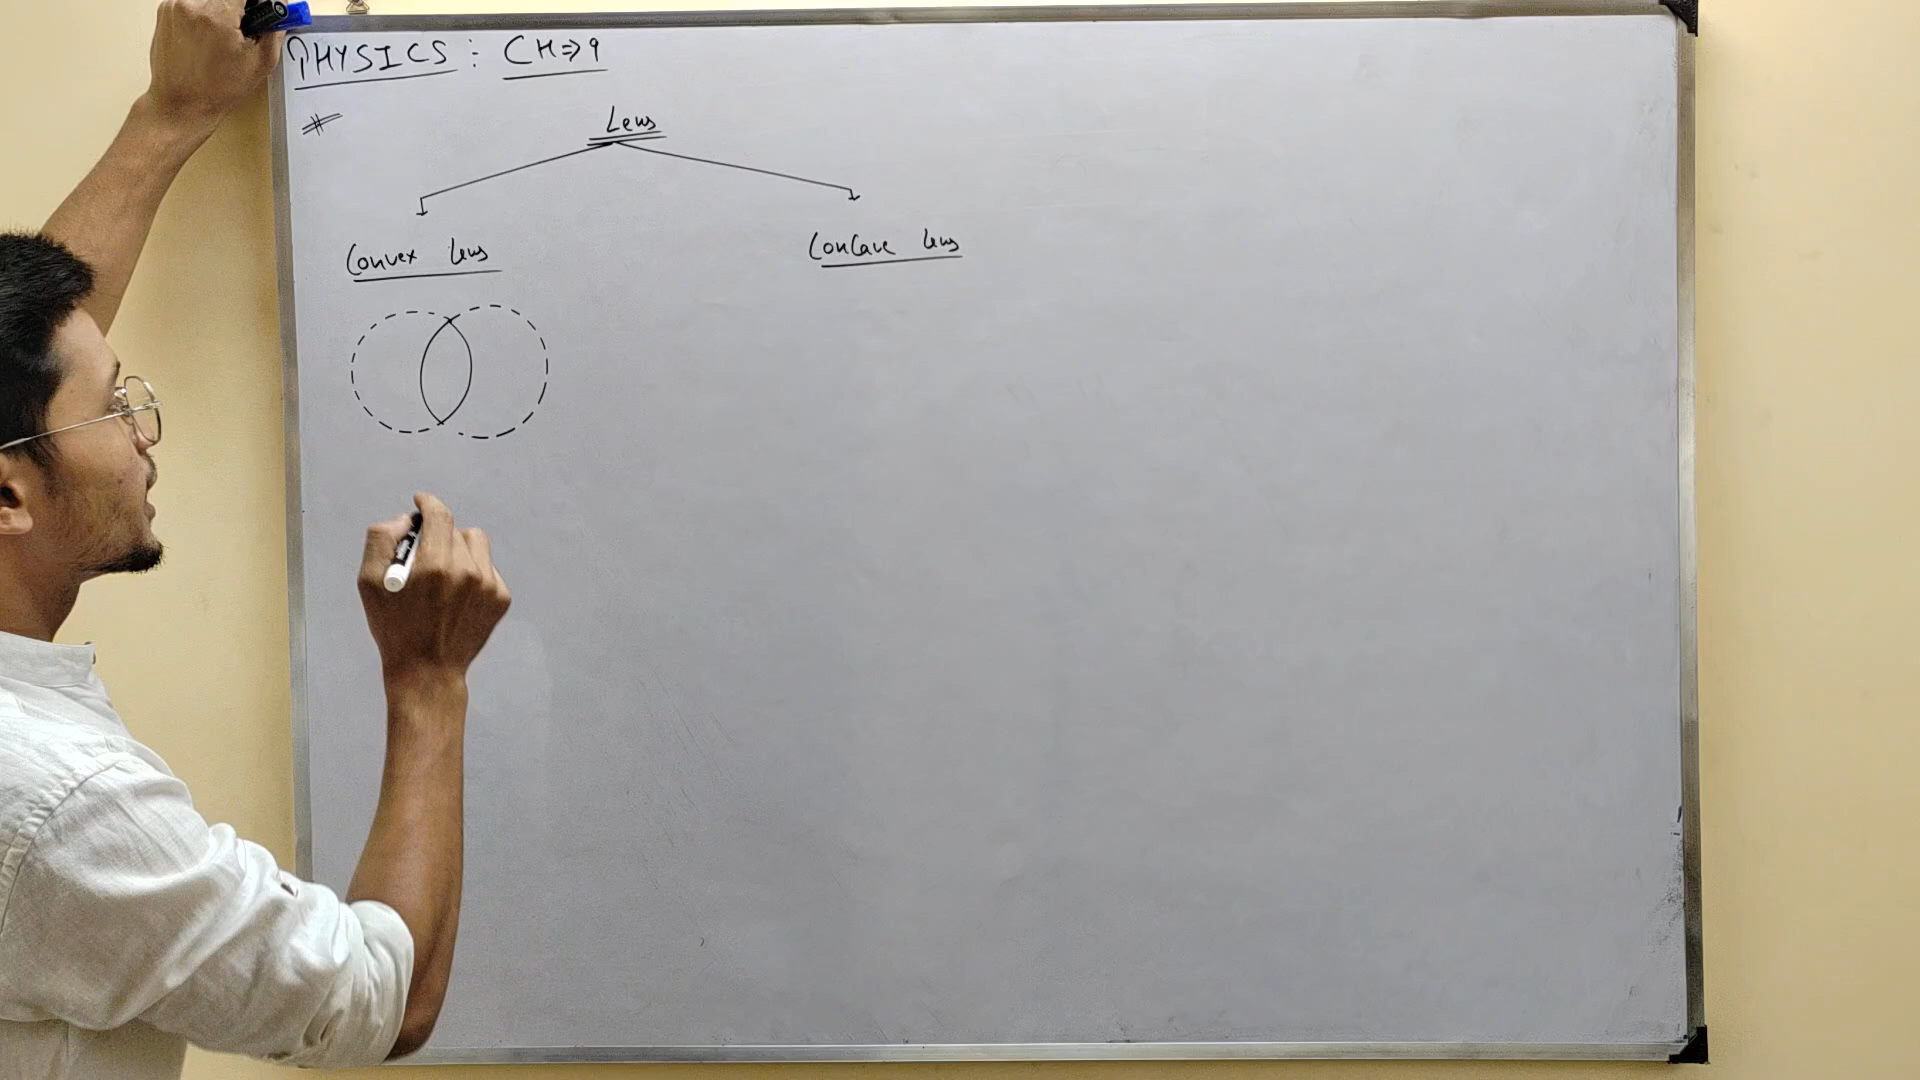 PHYSICS : CH⇒9
# Lens
Convex lens
Concave lens